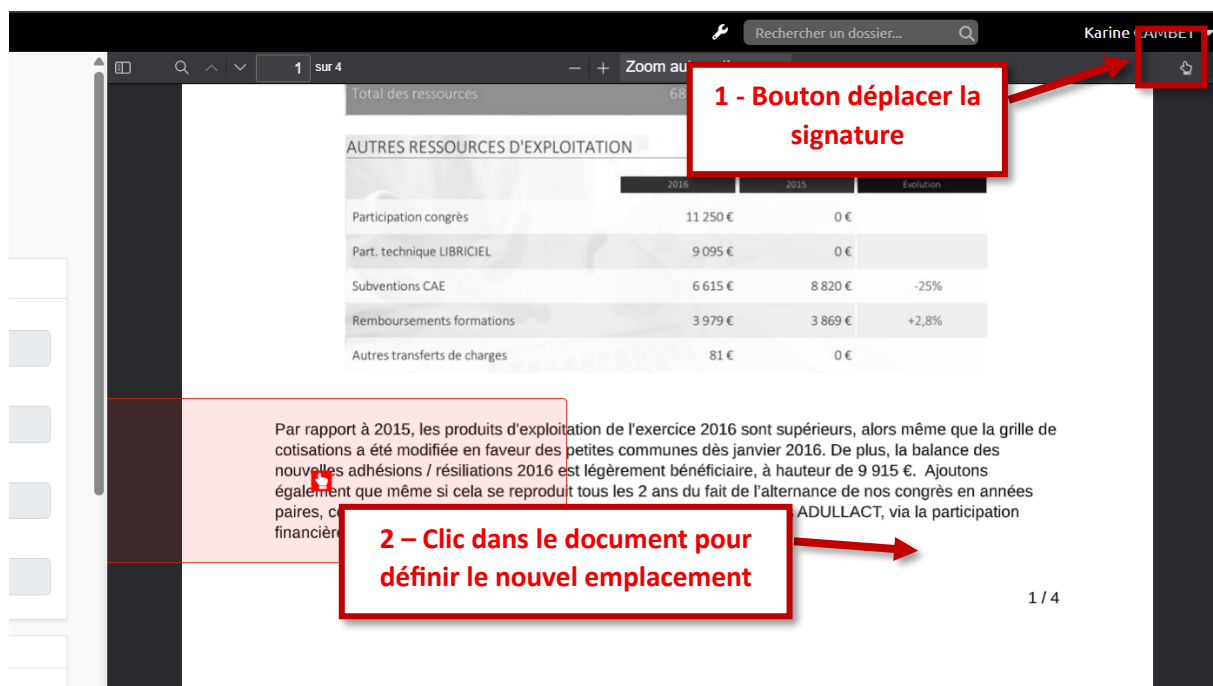 Rechercher un dossier...
Karine CAMBET
1 sur 4
Zoom
Total des ressources 68
1 - Bouton déplacer la
signature
AUTRES RESSOURCES D'EXPLOITATION
2016 2015 Évolution
Participation congrès 11 250 € 0 €
Part. technique LIBRICIEL 9 095 € 0 €
Subventions CAE 6 615 € 8 820 € -25%
Remboursements formations 3 979 € 3 869 € +2,8%
Autres transferts de charges 81 € 0 €
Par rapport à 2015, les produits d'exploitation de l'exercice 2016 sont supérieurs, alors même que la grille de
cotisations a été modifiée en faveur des petites communes dès janvier 2016. De plus, la balance des
nouvelles adhésions / résiliations 2016 est légèrement bénéficiaire, à hauteur de 9 915 €. Ajoutons
également que même si cela se reproduit tous les 2 ans du fait de l'alternance de nos congrès en années
paires, ADULLACT, via la participation
financière
2 – Clic dans le document pour
définir le nouvel emplacement
1 / 4